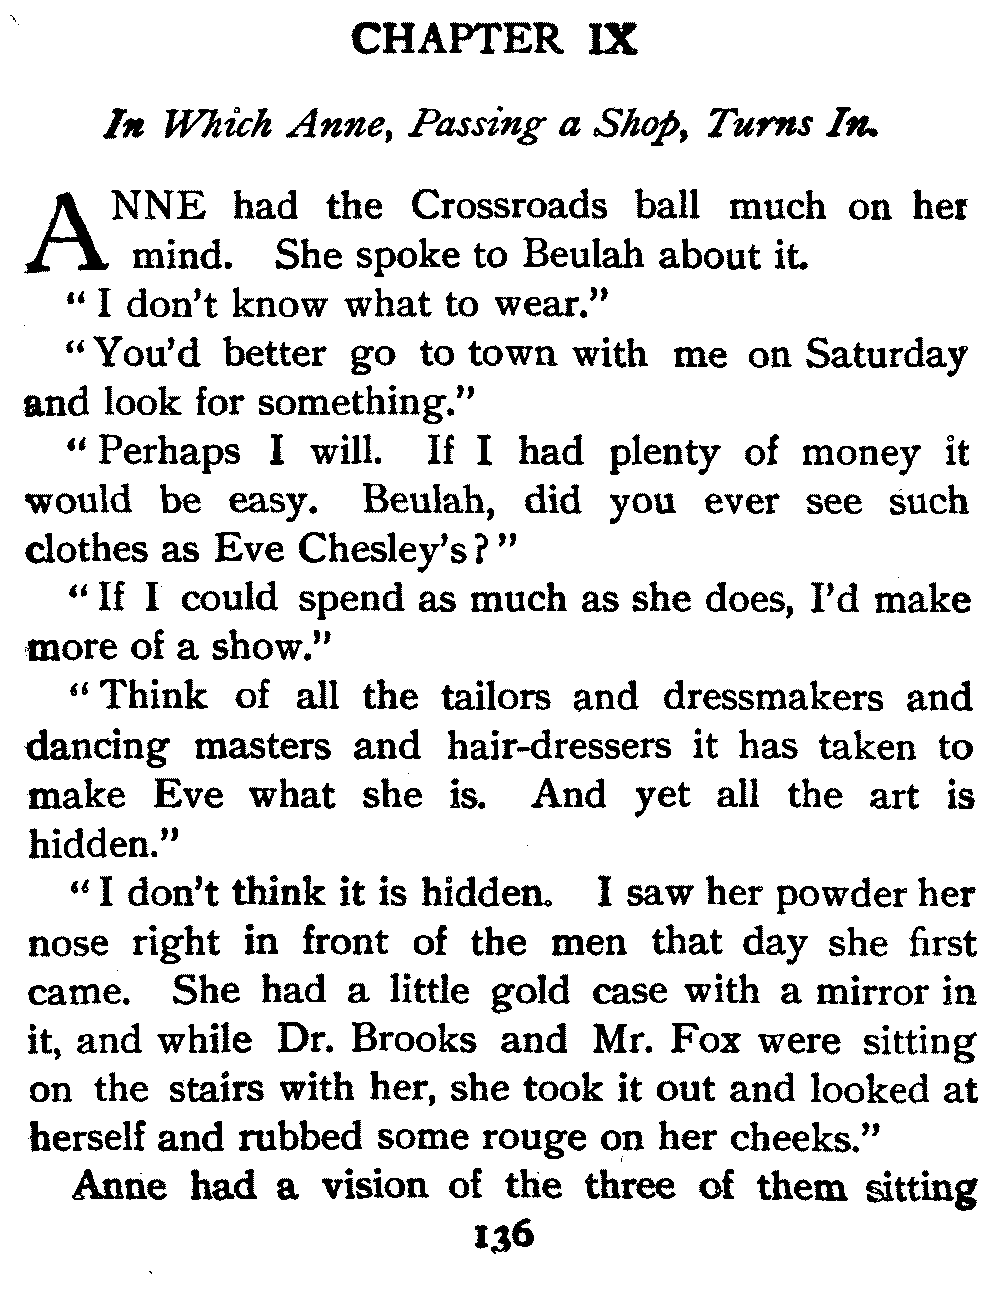 CHAPTER IX
In Which Anne, Passing a Shop, Turns In.
ANNE had the Crossroads ball much on her
mind. She spoke to Beulah about it.
“I don't know what to wear.”
“You'd better go to town with me on Saturday
and look for something.”
“Perhaps I will. If I had plenty of money it
would be easy. Beulah, did you ever see such
clothes as Eve Chesley's?”
“If I could spend as much as she does, I'd make
more of a show.”
“Think of all the tailors and dressmakers and
dancing masters and hair-dressers it has taken to
make Eve what she is. And yet all the art is
hidden.”
“I don't think it is hidden. I saw her powder her
nose right in front of the men that day she first
came. She had a little gold case with a mirror in
it, and while Dr. Brooks and Mr. Fox were sitting
on the stairs with her, she took it out and looked at
herself and rubbed some rouge on her cheeks.”
Anne had a vision of the three of them sitting
136